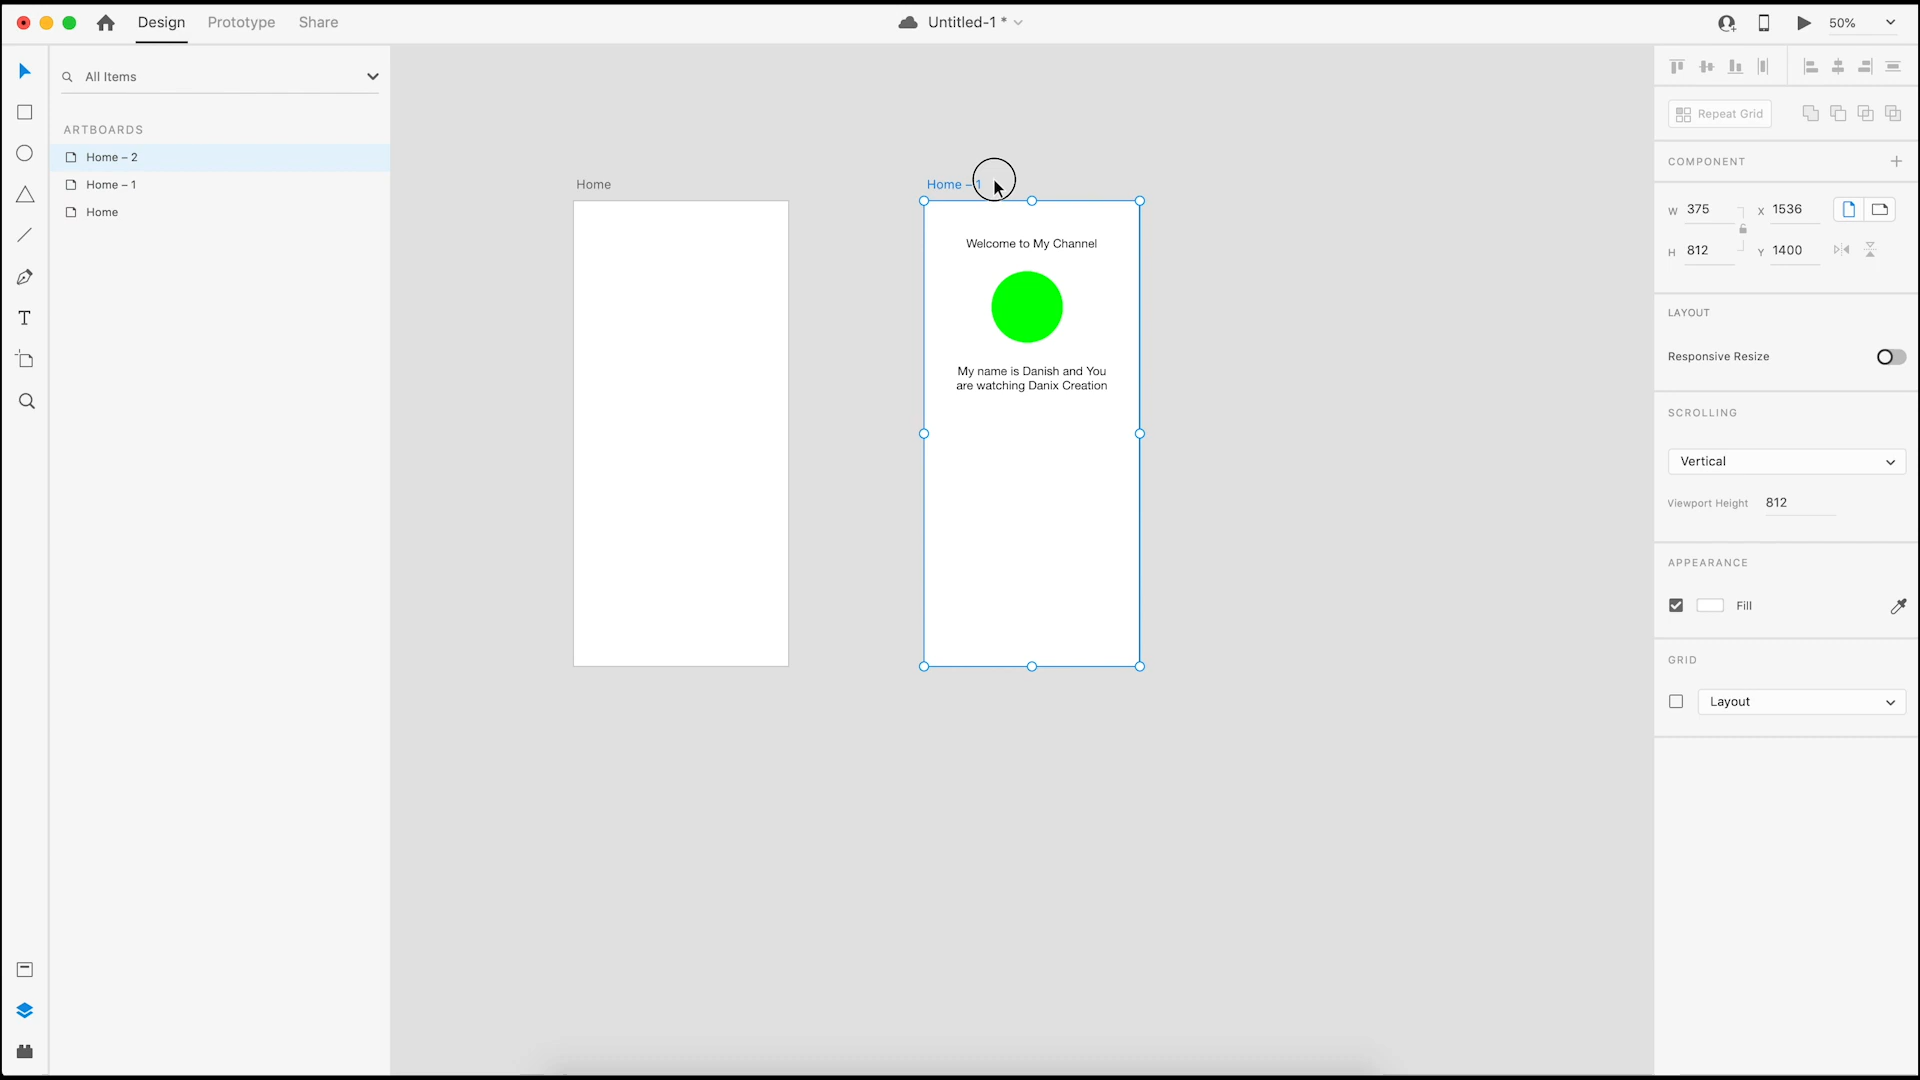 Design Prototype Share
Untitled-1 *
50%
All Items
ARTBOARDS
Home – 2
Home – 1
Home
Home
Home – 1
Welcome to My Channel
My name is Danish and You
are watching Danix Creation
Repeat Grid
COMPONENT
W 375 X 1536
H 812 Y 1400
LAYOUT
Responsive Resize
SCROLLING
Vertical
Viewport Height 812
APPEARANCE
Fill
GRID
Layout